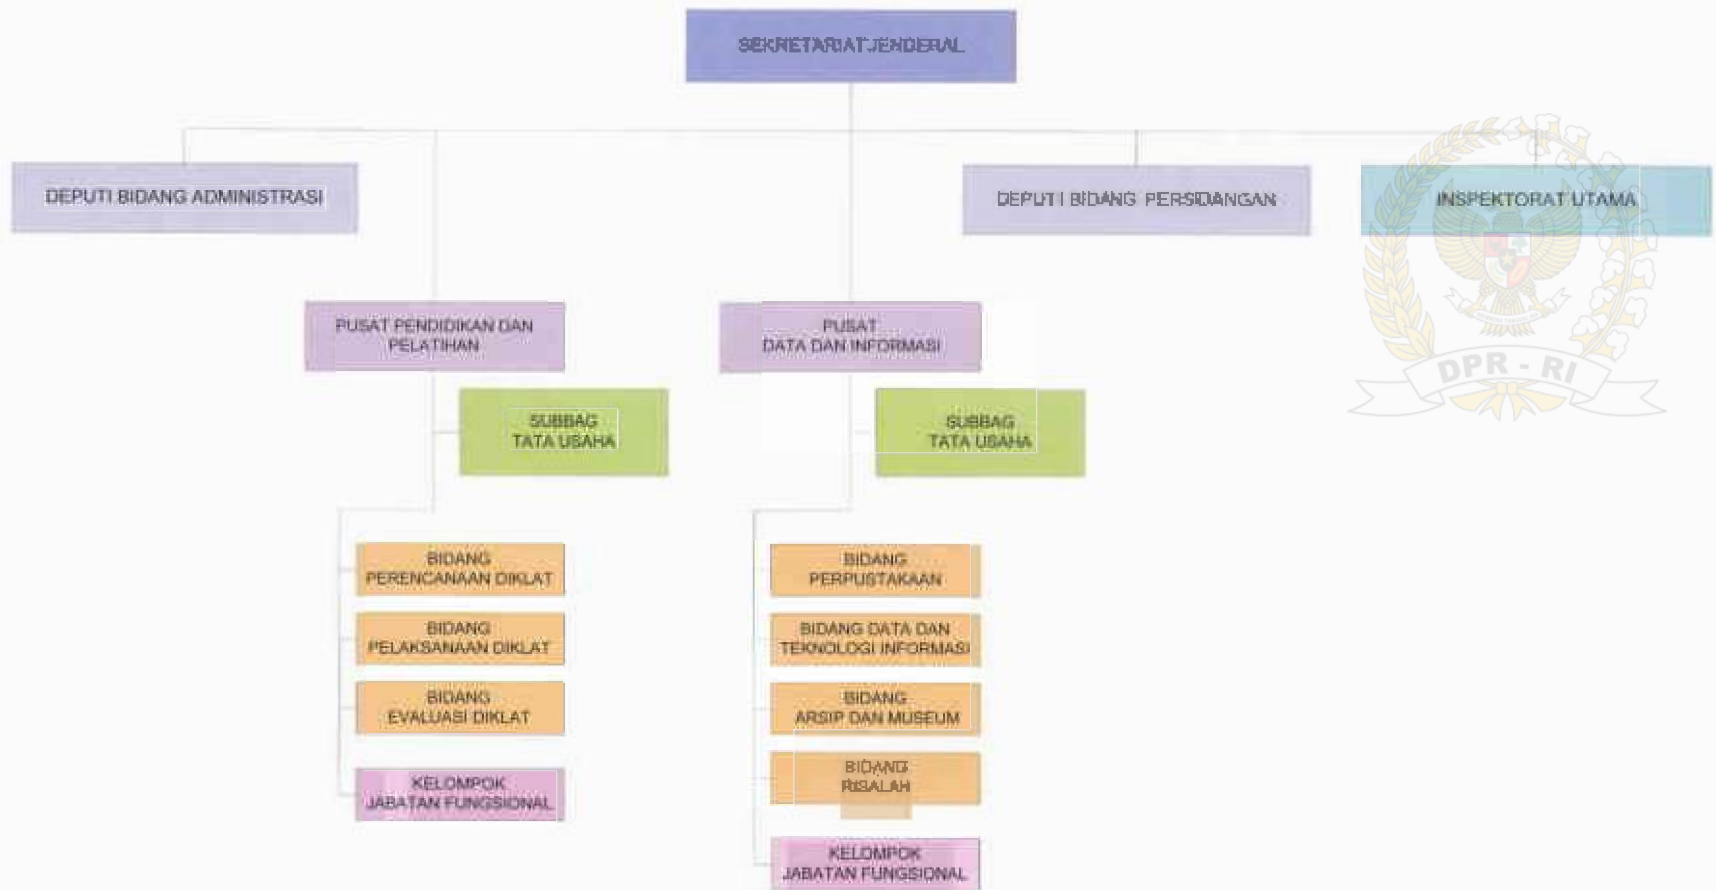 SEKRETARIAT JENDERAL
DEPUTI BIDANG ADMINISTRASI
DEPUTI BIDANG PERSIDANGAN
INSPEKTORAT UTAMA
PUSAT PENDIDIKAN DAN
PELATIHAN
PUSAT
DATA DAN INFORMASI
DPR - RI
SUBBAG
TATA USAHA
SUBBAG
TATA USAHA
BIDANG
PERENCANAAN DIKLAT
BIDANG
PELAKSANAAN DIKLAT
BIDANG
EVALUASI DIKLAT
KELOMPOK
JABATAN FUNGSIONAL
BIDANG
PERPUSTAKAAN
BIDANG DATA DAN
TEKNOLOGI INFORMASI
BIDANG
ARSIP DAN MUSEUM
BIDANG
RISALAH
KELOMPOK
JABATAN FUNGSIONAL